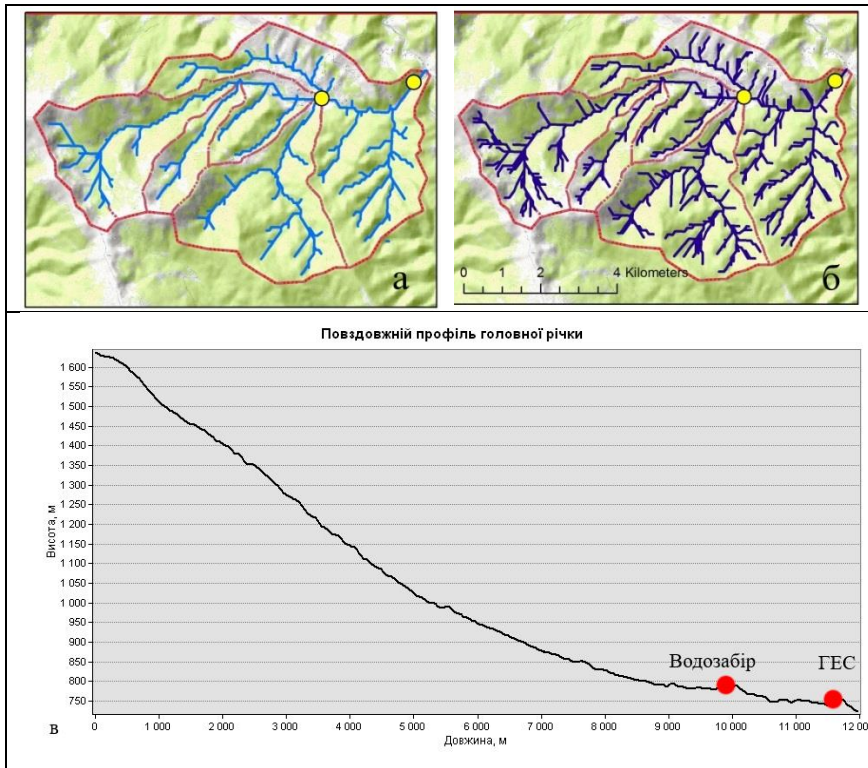 а
б
0 2 4 Kilometers
Повздовжній профіль головної річки
Висота, м
1 600
1 550
1 500
1 450
1 400
1 350
1 300
1 250
1 200
1 150
1 100
1 050
1 000
950
900
850
800
750
Водозабір
ГЕС
в
0 1 000 2 000 3 000 4 000 5 000 6 000 7 000 8 000 9 000 10 000 11 000 12 00
Довжина, м